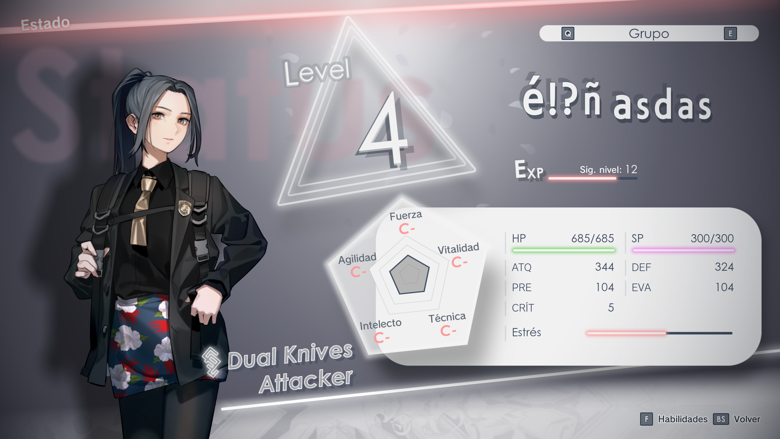 Estado
Status
Q Grupo E
Level
4
é!?ñ asdas
Exp Sig. nivel: 12
Fuerza
C-
Agilidad
C-
Vitalidad
C-
Intelecto
C-
Técnica
C-
HP 685/685 SP 300/300
ATQ 344 DEF 324
PRE 104 EVA 104
CRÍT 5
Estrés
Dual Knives
Attacker
F Habilidades BS Volver